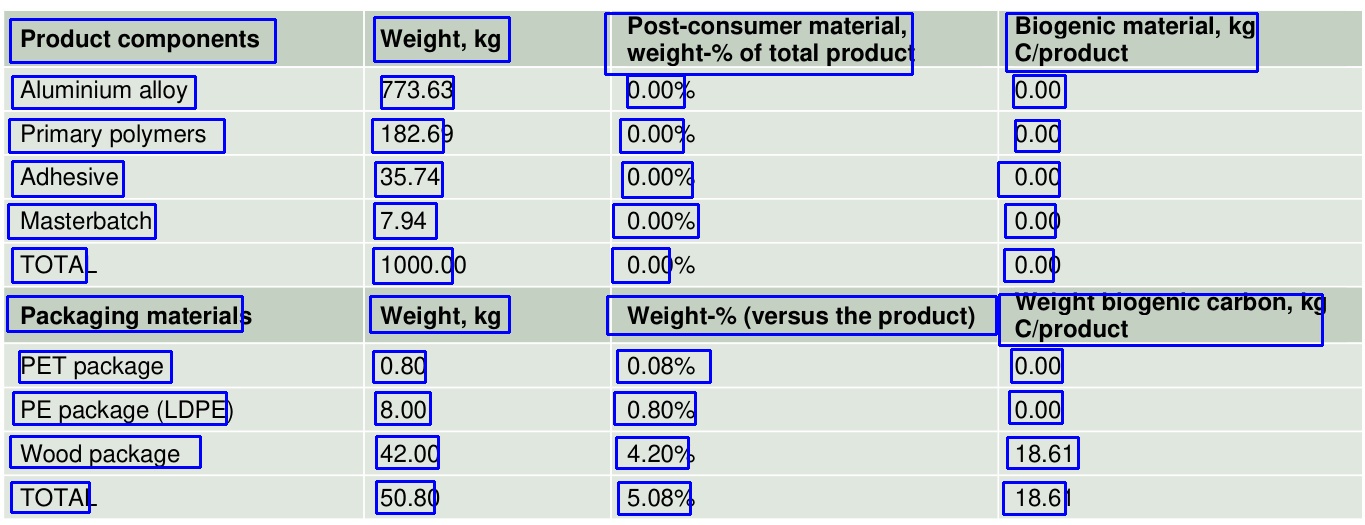 Product components Weight, kg Post-consumer material, weight-% of total product Biogenic material, kg C/product
Aluminium alloy 773.63 0.00% 0.00
Primary polymers 182.69 0.00% 0.00
Adhesive 35.74 0.00% 0.00
Masterbatch 7.94 0.00% 0.00
TOTAL 1000.00 0.00% 0.00
Packaging materials Weight, kg Weight-% (versus the product) Weight biogenic carbon, kg C/product
PET package 0.80 0.08% 0.00
PE package (LDPE) 8.00 0.80% 0.00
Wood package 42.00 4.20% 18.61
TOTAL 50.80 5.08% 18.61